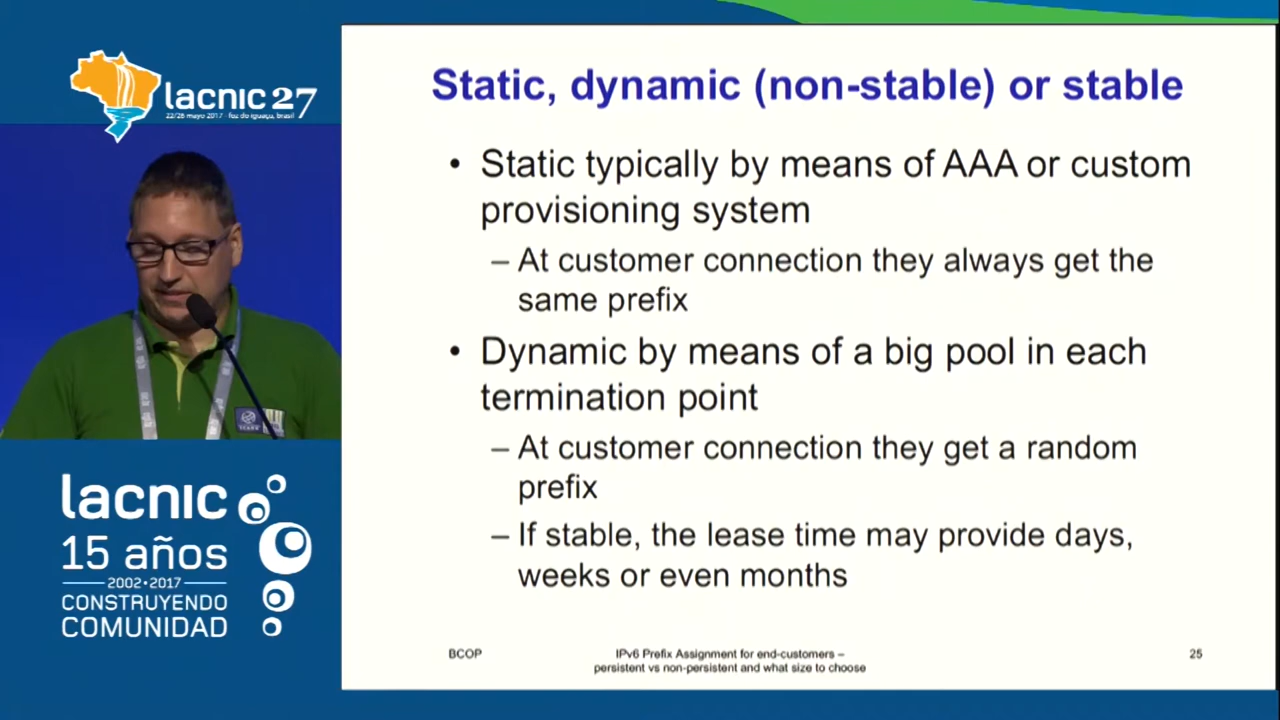 lacnic 27
22/26 mayo 2017 - foz do iguaçu, brasil
lacnic
15 años
2002•2017
CONSTRUYENDO
COMUNIDAD
Static, dynamic (non-stable) or stable
• Static typically by means of AAA or custom
provisioning system
– At customer connection they always get the
same prefix
• Dynamic by means of a big pool in each
termination point
– At customer connection they get a random
prefix
– If stable, the lease time may provide days,
weeks or even months
BCOP
IPv6 Prefix Assignment for end-customers –
persistent vs non-persistent and what size to choose
25